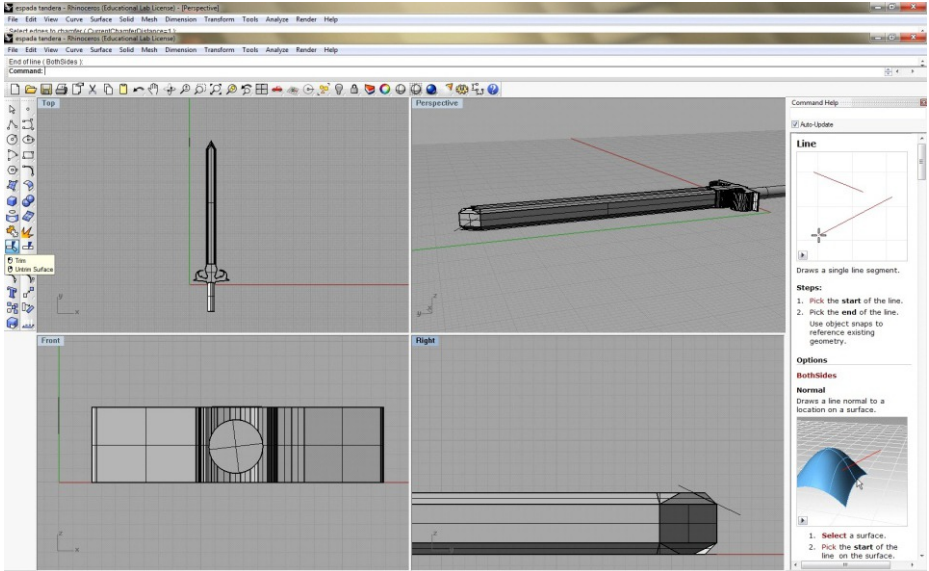 espada tandera - Rhinoceros (Educational Lab License) - [Perspective]
File Edit View Curve Surface Solid Mesh Dimension Transform Tools Analyze Render Help
Select edges to chamfer ( CurrentChamferDistance=1 ):
espada tandera - Rhinoceros (Educational Lab License)
File Edit View Curve Surface Solid Mesh Dimension Transform Tools Analyze Render Help
End of line ( BothSides ):
Command:
Top
Perspective
Command Help
Auto-Update
Line
Trim
Untrim Surface
Draws a single line segment.
Steps:
1. Pick the start of the line.
2. Pick the end of the line.
Use object snaps to
reference existing
geometry.
y
x
z
y
x
Front
Right
Options
BothSides
Normal
Draws a line normal to a
location on a surface.
z
x
z
y
1. Select a surface.
2. Pick the start of the
line on the surface.